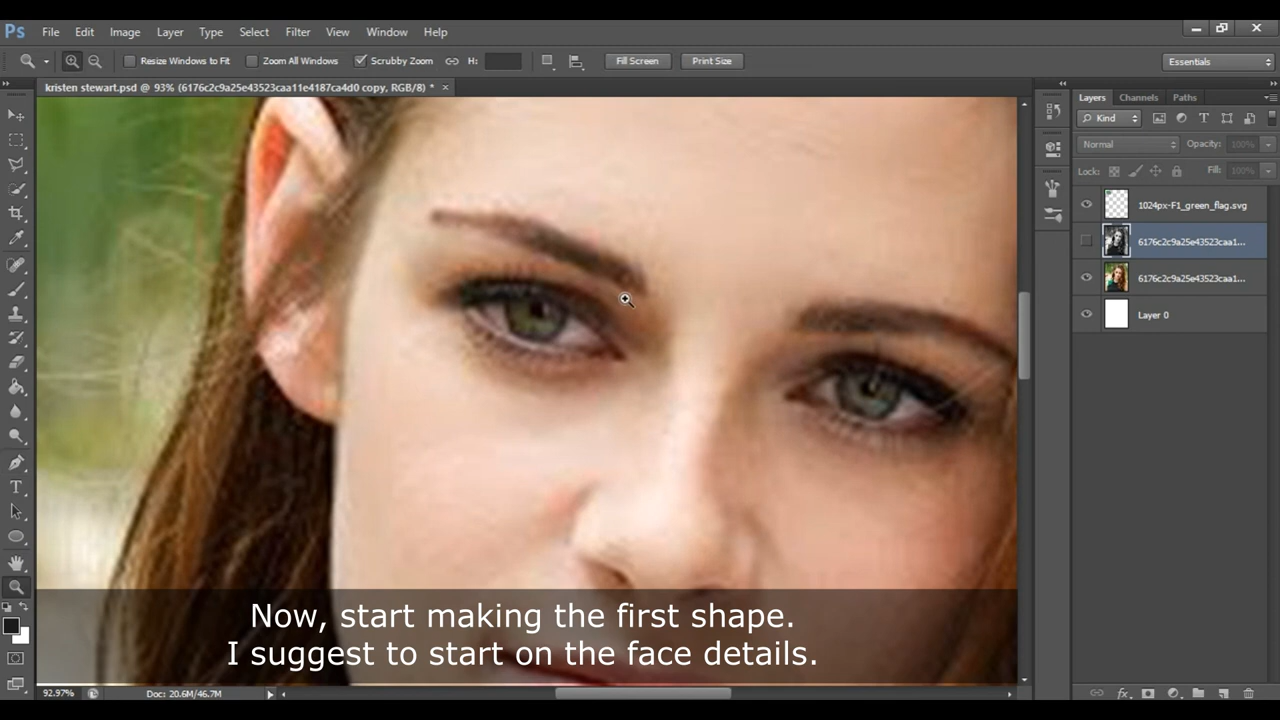 Ps File Edit Image Layer Type Select Filter View Window Help
Resize Windows to Fit Zoom All Windows Scrubby Zoom H: Fill Screen Print Size Essentials
kristen stewart.psd @ 93% (6176c2c9a25e43523caa11e4187ca4d0 copy, RGB/8) * ×
Layers Channels Paths
Kind
Normal Opacity: 100%
Lock: Fill: 100%
1024px-F1_green_flag.svg
6176c2c9a25e43523caa1...
6176c2c9a25e43523caa1...
Layer 0
Now, start making the first shape.
I suggest to start on the face details.
92.97% Doc: 20.6M/46.7M
fx